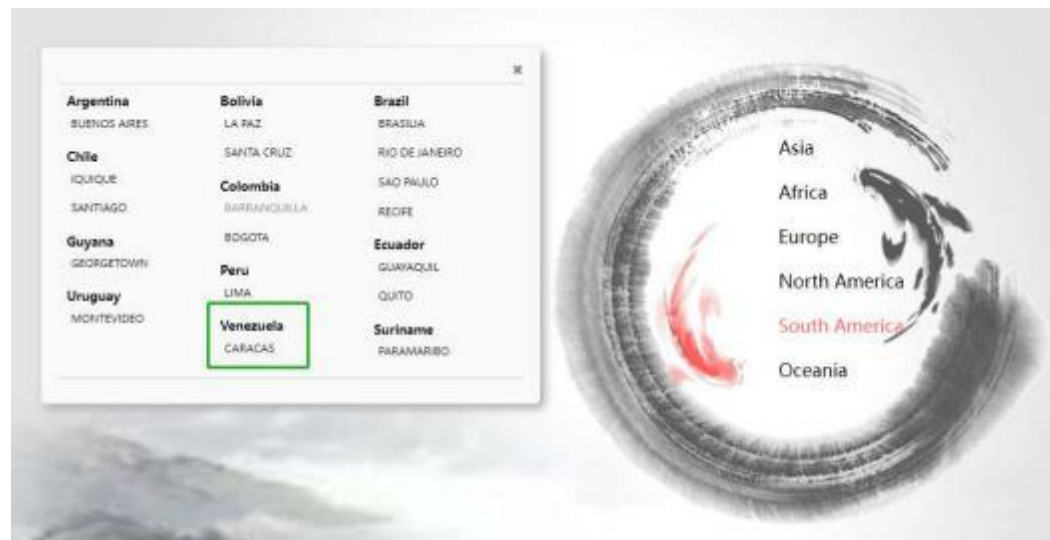 Argentina
BUENOS AIRES
Chile
IQUIQUE
SANTIAGO
Guyana
GEORGETOWN
Uruguay
MONTEVIDEO
Bolivia
LA PAZ
SANTA CRUZ
Colombia
BARRANQUILLA
BOGOTA
Peru
LIMA
Venezuela
CARACAS
Brazil
BRASILIA
RIO DE JANEIRO
SAO PAULO
RECIFE
Ecuador
GUAYAQUIL
QUITO
Suriname
PARAMARIBO
Asia
Africa
Europe
North America
South America
Oceania